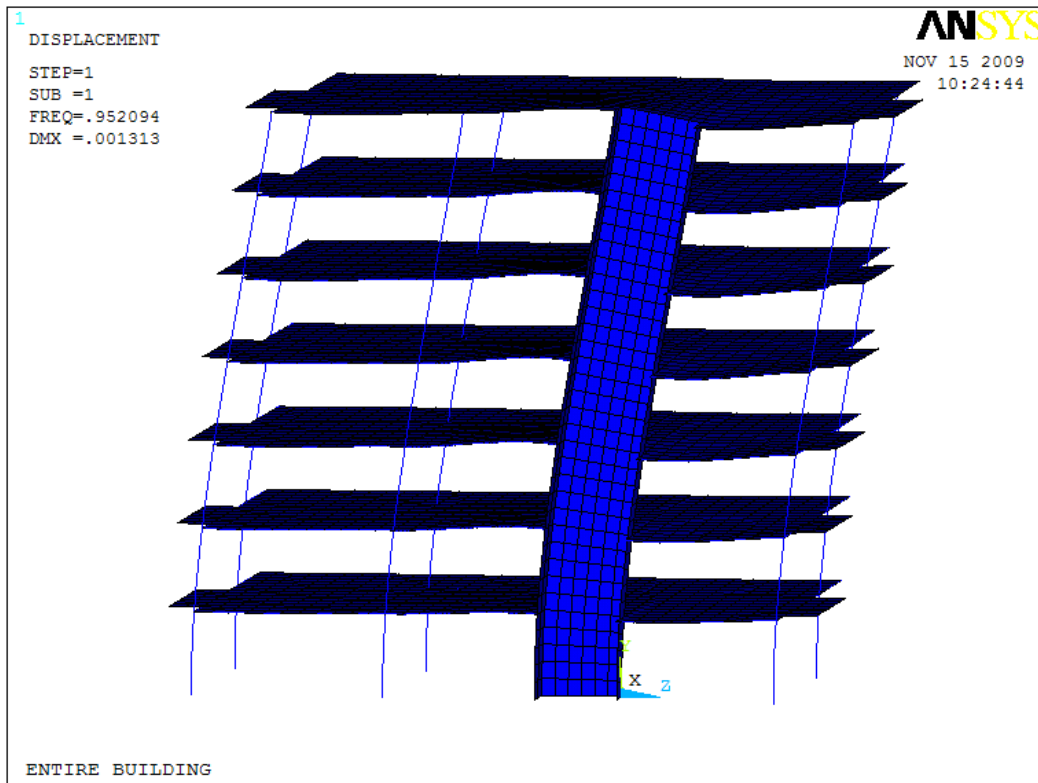 1
DISPLACEMENT
STEP=1
SUB =1
FREQ=.952094
DMX =.001313
ANSYS
NOV 15 2009
10:24:44
Y
X
Z
ENTIRE BUILDING